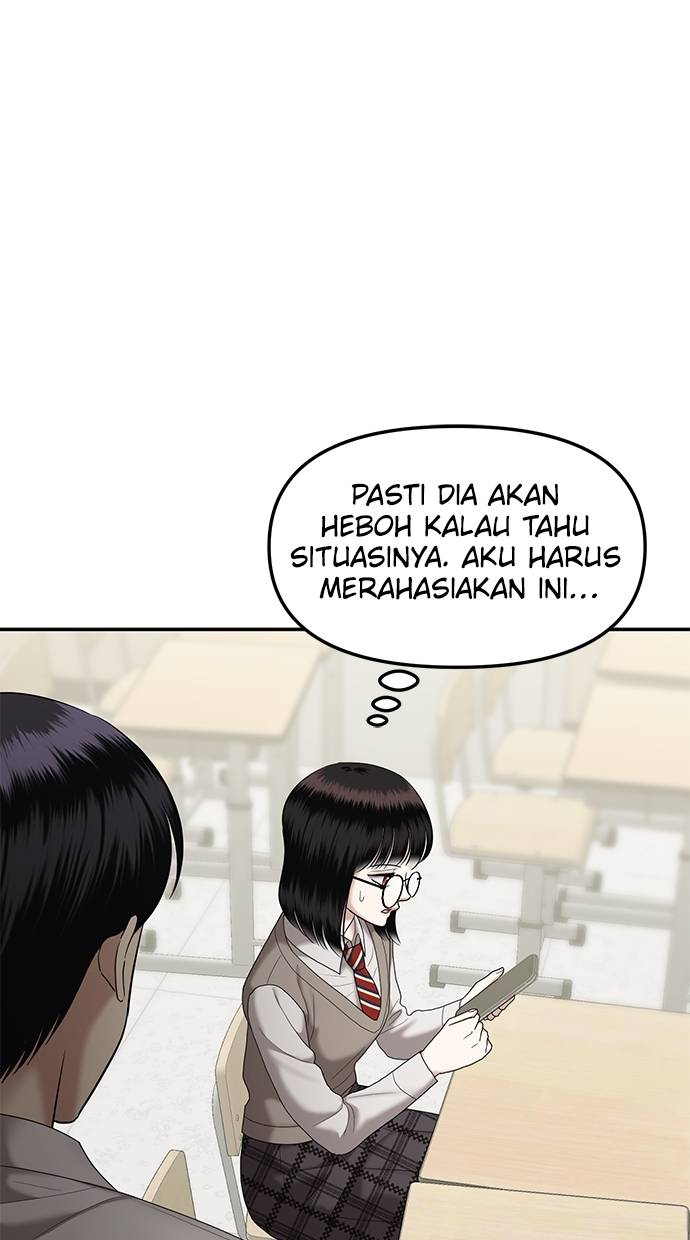 PASTI DIA AKAN
HEBOH KALAU TAHU
SITUASINYA. AKU HARUS
MERAHASIAKAN INI...